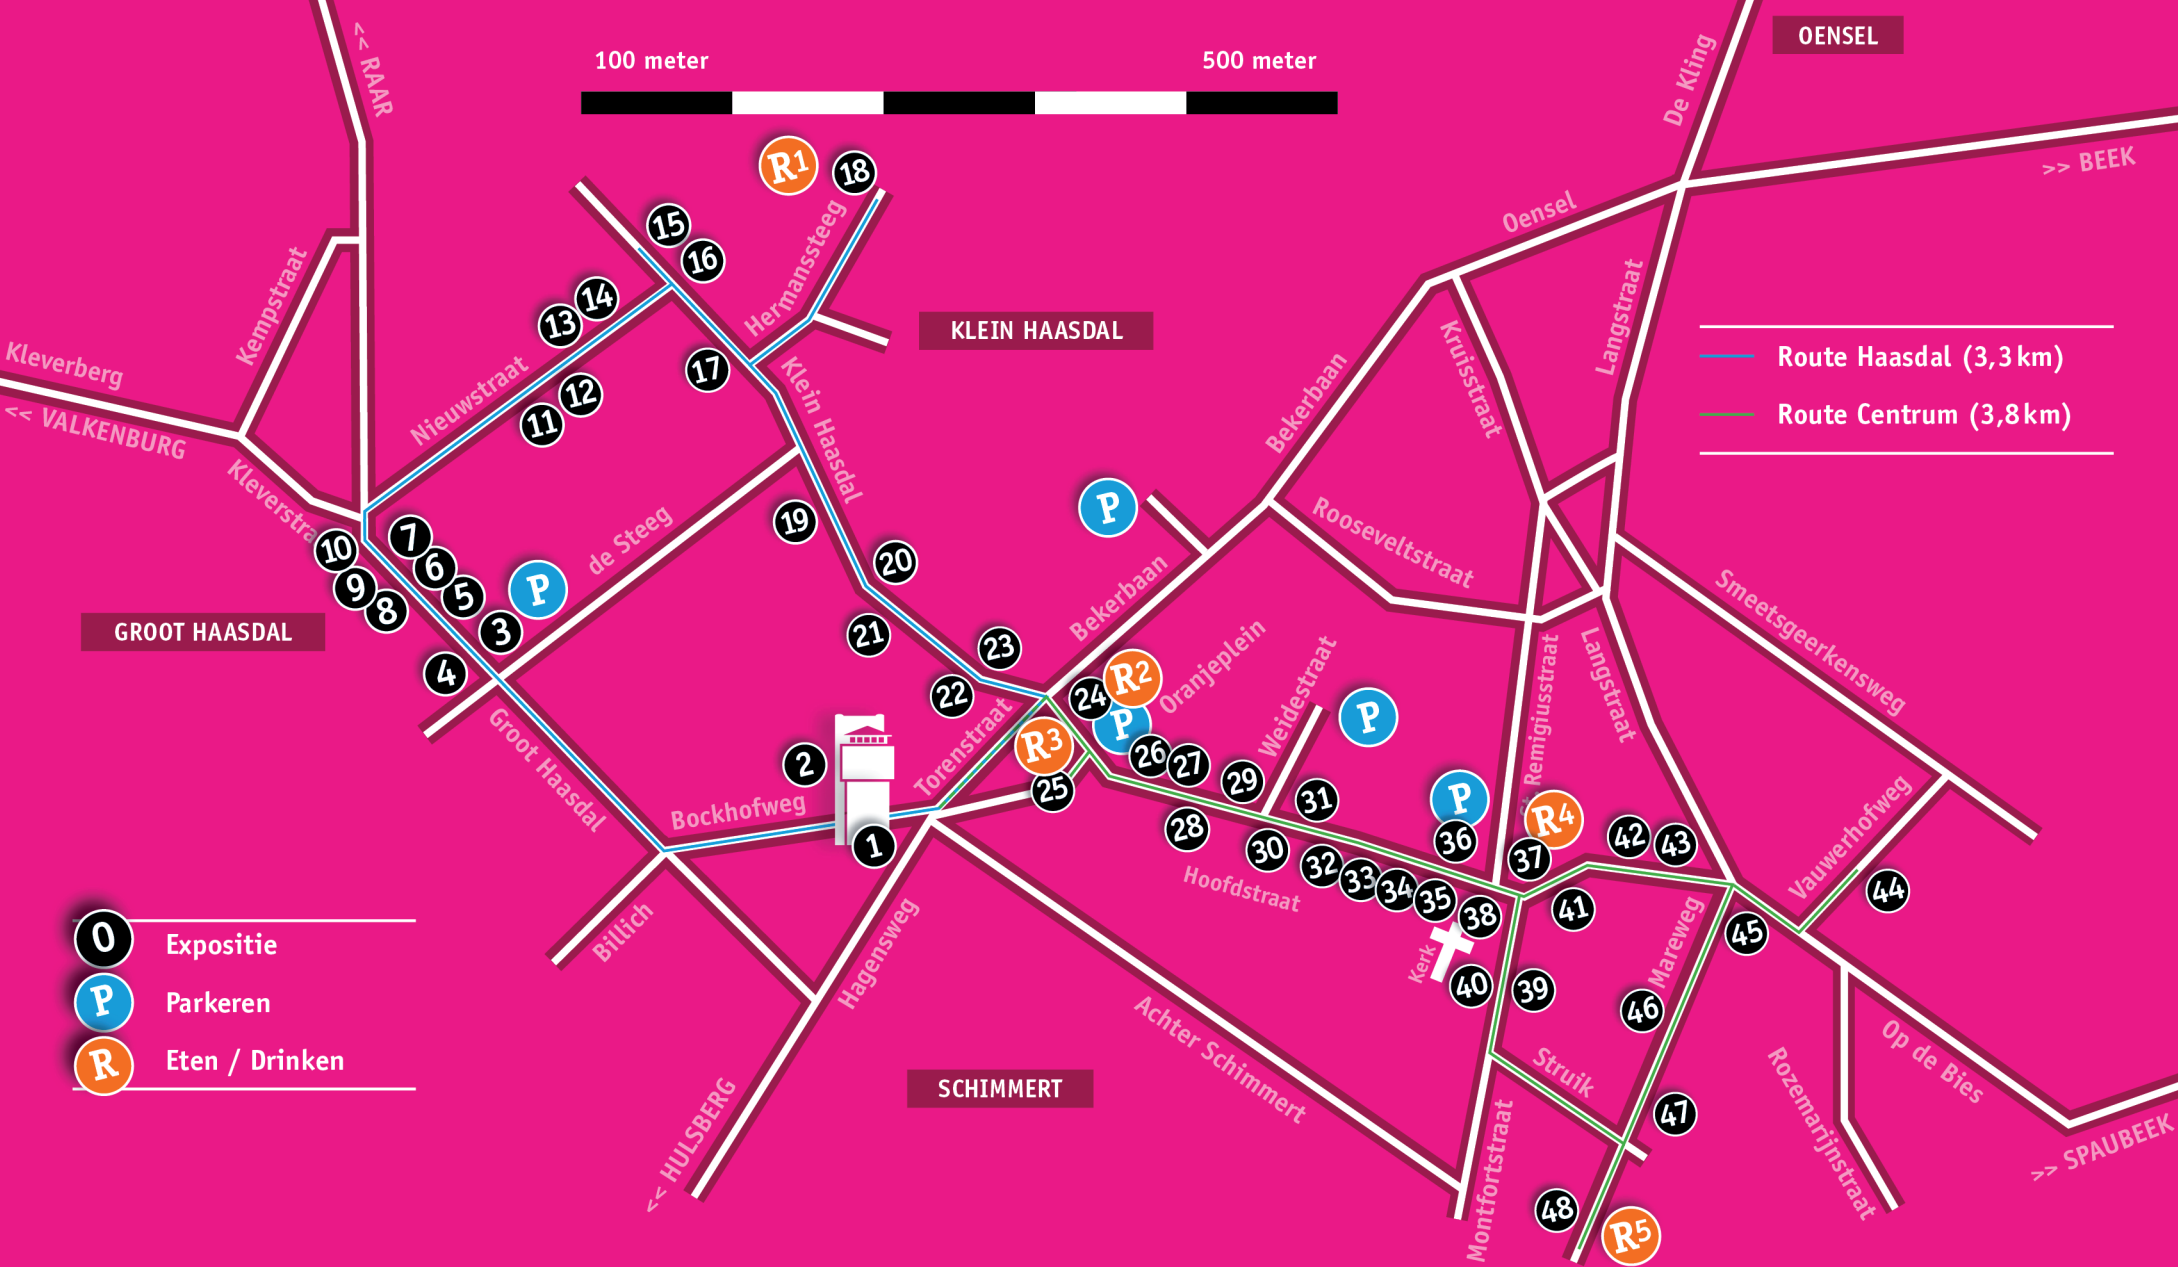 << RAAR
100 meter
500 meter
OENSEL
De Kling
>> BEEK
Oensel
R1
18
15
16
Hermanssteeg
Kempstraat
14
13
KLEIN HAASDAL
Kruisstraat
Langstraat
Route Haasdal (3,3 km)
Route Centrum (3,8 km)
Kleverberg
<< VALKENBURG
Nieuwstraat
17
12
11
Klein Haasdal
Bekerbaan
Kleverstra
10
9
8
7
6
5
3
4
P
de Steeg
19
20
21
22
23
P
Bekerbaan
Rooseveltstraat
Smeetsgeerkensweg
GROOT HAASDAL
Groot Haasdal
2
1
Bockhofweg
Torenstraat
24
R2
P
R3
25
Oranjeplein
26
27
28
29
Weidestraat
P
30
31
32
33
34
35
P
36
R4
37
38
St. Remigiusstraat
Langstraat
42
43
41
Vauwerhofweg
44
45
Hoofdstraat
Kerk
40
39
Mareweg
46
0
Expositie
P
Parkeren
R
Eten / Drinken
Billich
Hagensweg
<< HULSBERG
SCHIMMERT
Achter Schimmert
Struik
47
Montfortstraat
48
R5
Rozemarijnstraat
Op de Bies
>> SPAUBEEK